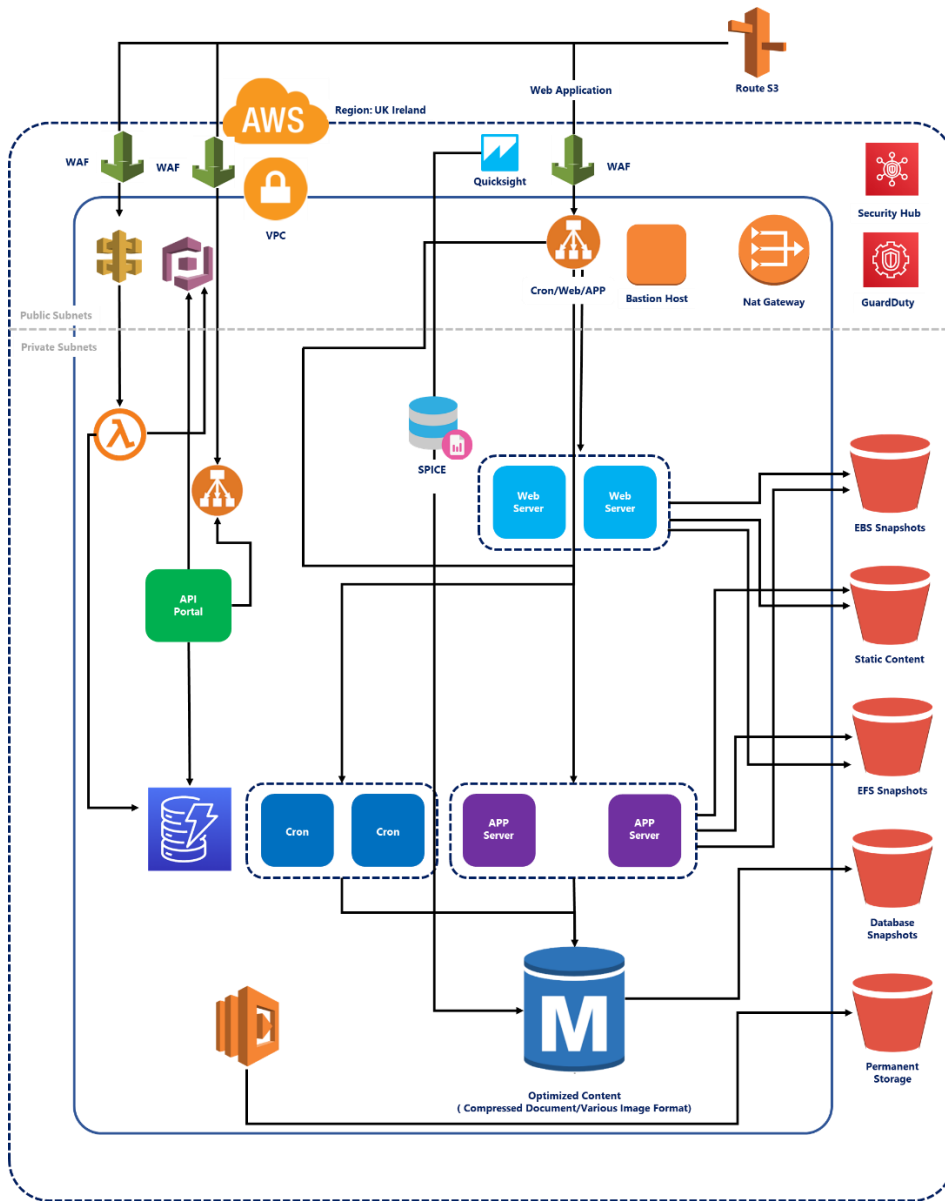 Route S3
Web Application
AWS
Region: UK Ireland
WAF
WAF
Quicksight
WAF
Security Hub
VPC
Cron/Web/APP
Bastion Host
Nat Gateway
GuardDuty
Public Subnets
Private Subnets
SPICE
Web
Server
Web
Server
EBS Snapshots
API
Portal
Static Content
EFS Snapshots
Cron
Cron
APP
Server
APP
Server
Database
Snapshots
M
Permanent
Storage
Optimized Content
( Compressed Document/Various Image Format)